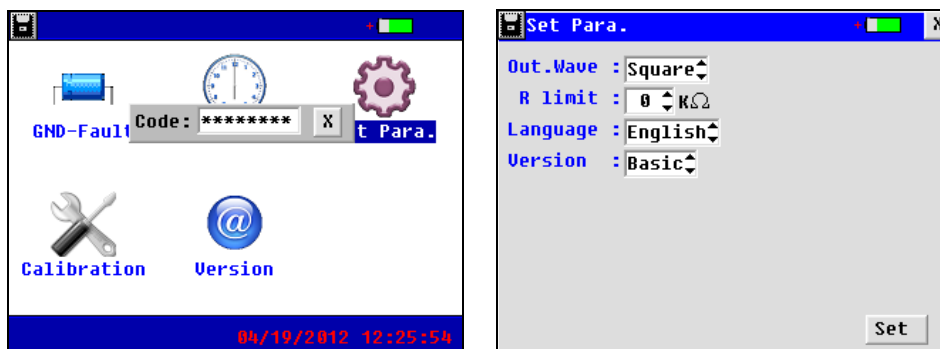 GND-Fault
Code: ******** X
t Para.
Calibration
Version
04/19/2012 12:25:54
Set Para.
X
Out.Wave : Square
R limit : 0 KΩ
Language : English
Version : Basic
Set